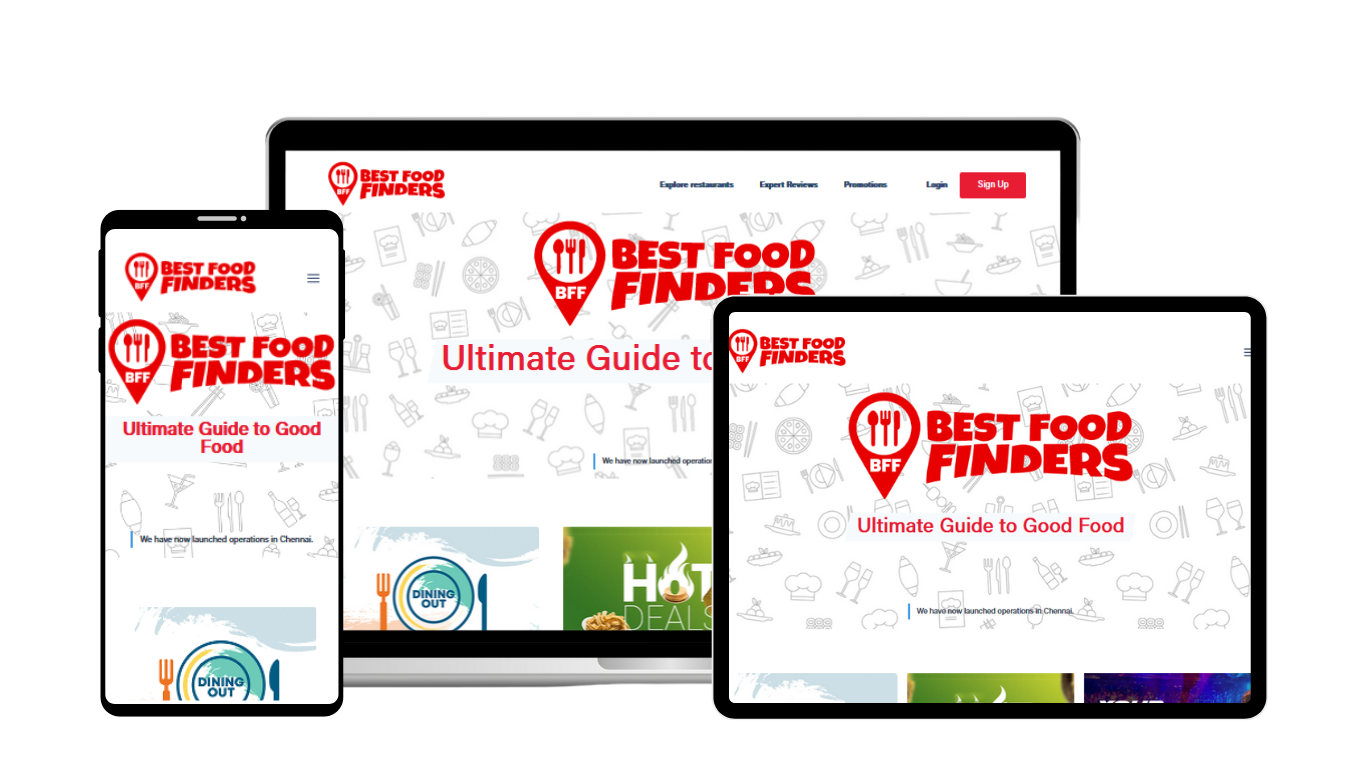 BFF
BEST FOOD
FINDERS
Explore restaurants
Expert Reviews
Promotions
Login
Sign Up
BFF
BEST FOOD
FINDERS
Ultimate Guide to
We have now launched
DINING
OUT
HOT
DEALS
BFF
BEST FOOD
FINDERS
BFF
BEST FOOD
FINDERS
Ultimate Guide to Good
Food
We have now launched operations in Chennai.
DINING
OUT
BFF
BEST FOOD
FINDERS
BFF
BEST FOOD
FINDERS
Ultimate Guide to Good Food
We have now launched operations in Chennai.